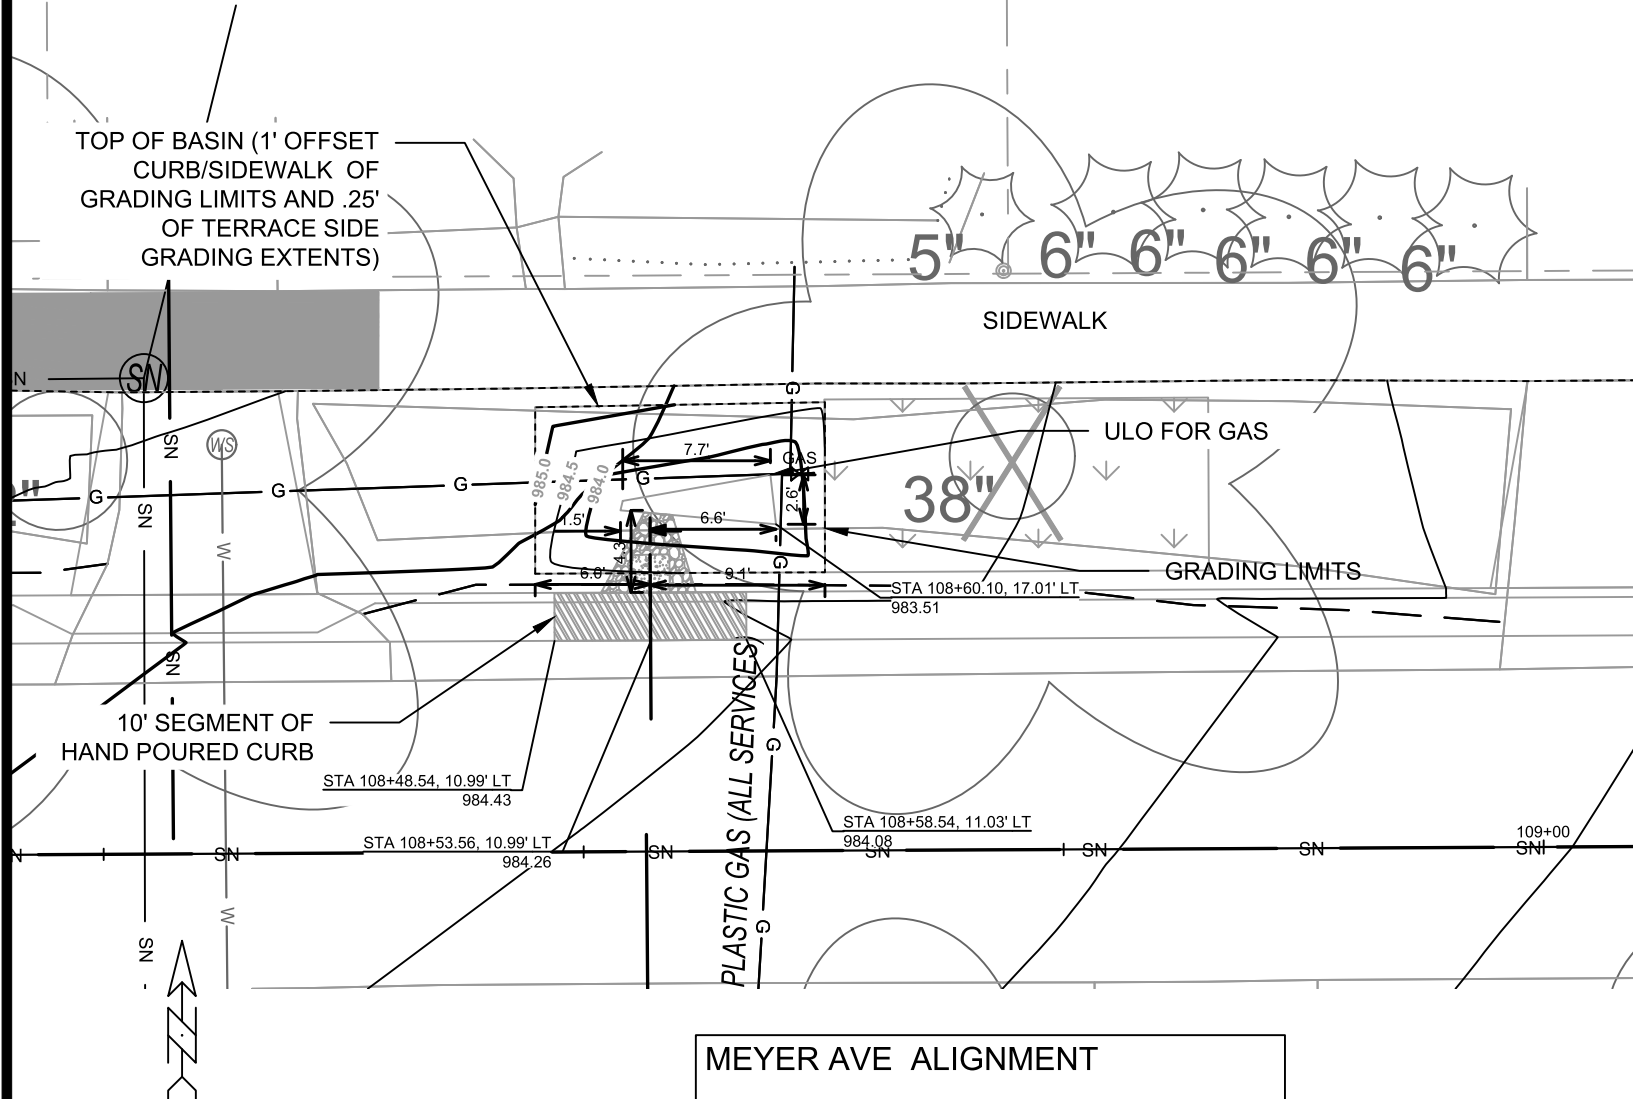 TOP OF BASIN (1' OFFSET
CURB/SIDEWALK OF
GRADING LIMITS AND .25'
OF TERRACE SIDE
GRADING EXTENTS)
5"
6"
6"
6"
6"
6"
SIDEWALK
N
SN
G
ULO FOR GAS
SN
WS
7.7'
GAS
985.0
984.5
984.0
G
G
G
G
38"
"
SN
2.6'
1.5'
6.6'
W
4.3'
G
6.0'
9.1'
GRADING LIMITS
STA 108+60.10, 17.01' LT
983.51
SN
10' SEGMENT OF
HAND POURED CURB
PLASTIC GAS (ALL SERVICES)
G
STA 108+48.54, 10.99' LT
984.43
STA 108+53.56, 10.99' LT
984.26
STA 108+58.54, 11.03' LT
984.08
109+00
N
SN
SN
SN
SN
SN
SN
W
G
SN
N
MEYER AVE ALIGNMENT